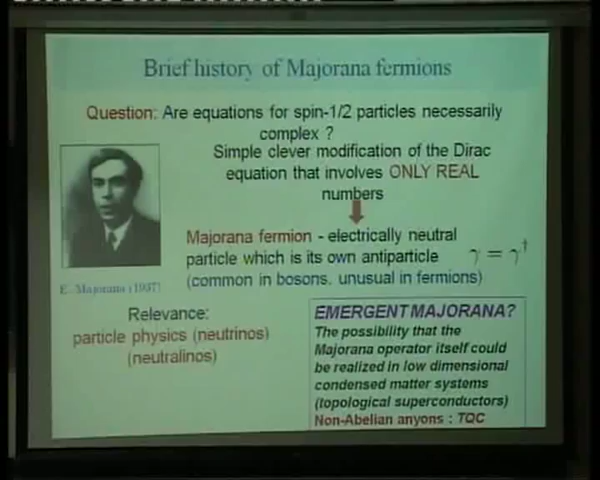 Brief history of Majorana fermions
Question: Are equations for spin-1/2 particles necessarily
complex ?
Simple clever modification of the Dirac
equation that involves ONLY REAL
numbers
Majorana fermion - electrically neutral
particle which is its own antiparticle
γ = γ†
(common in bosons, unusual in fermions)
E. Majorana (1937)
Relevance:
particle physics (neutrinos)
(neutralinos)
EMERGENT MAJORANA?
The possibility that the
Majorana operator itself could
be realized in low dimensional
condensed matter systems
(topological superconductors)
Non-Abelian anyons : TQC